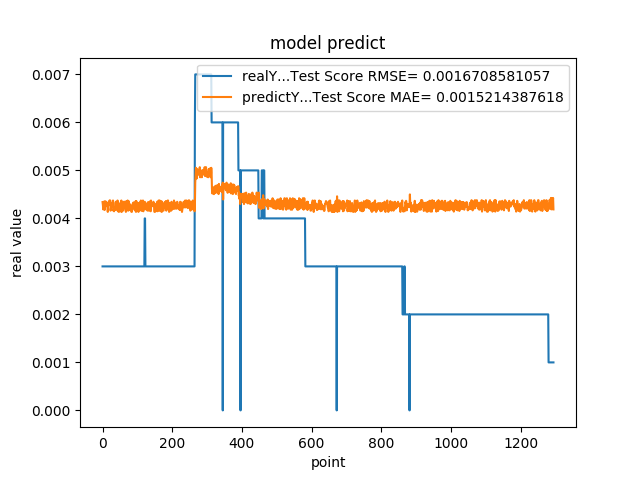 model predict
realY...Test Score RMSE= 0.0016708581057
predictY...Test Score MAE= 0.0015214387618
0.007
0.006
0.005
0.004
0.003
0.002
0.001
0.000
real value
0 200 400 600 800 1000 1200
point